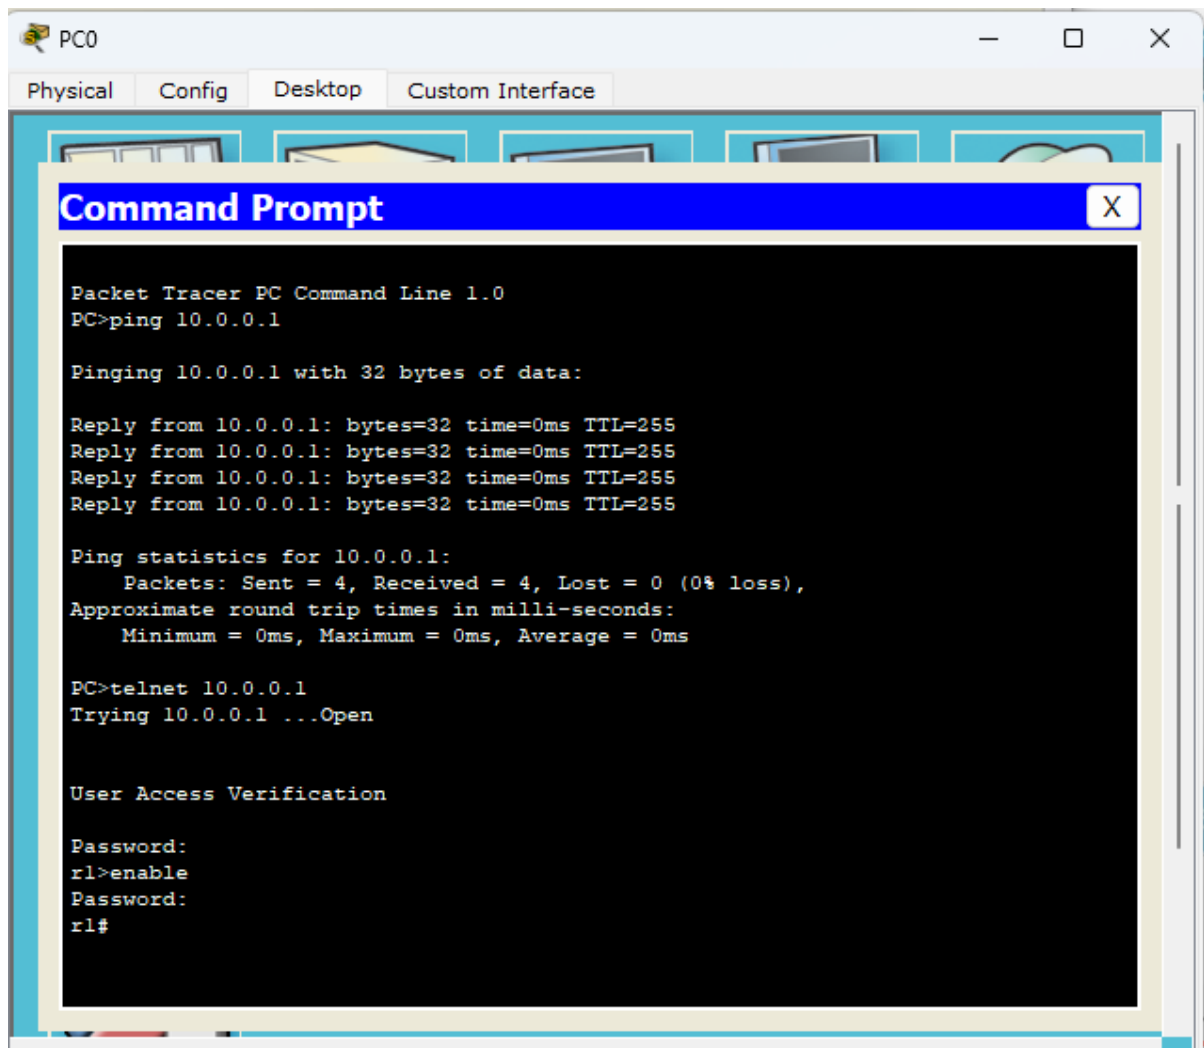 PC0
Physical Config Desktop Custom Interface
Command Prompt X
Packet Tracer PC Command Line 1.0
PC>ping 10.0.0.1
Pinging 10.0.0.1 with 32 bytes of data:
Reply from 10.0.0.1: bytes=32 time=0ms TTL=255
Reply from 10.0.0.1: bytes=32 time=0ms TTL=255
Reply from 10.0.0.1: bytes=32 time=0ms TTL=255
Reply from 10.0.0.1: bytes=32 time=0ms TTL=255
Ping statistics for 10.0.0.1:
    Packets: Sent = 4, Received = 4, Lost = 0 (0% loss),
Approximate round trip times in milli-seconds:
    Minimum = 0ms, Maximum = 0ms, Average = 0ms
PC>telnet 10.0.0.1
Trying 10.0.0.1 ...Open
User Access Verification
Password:
r1>enable
Password:
r1#